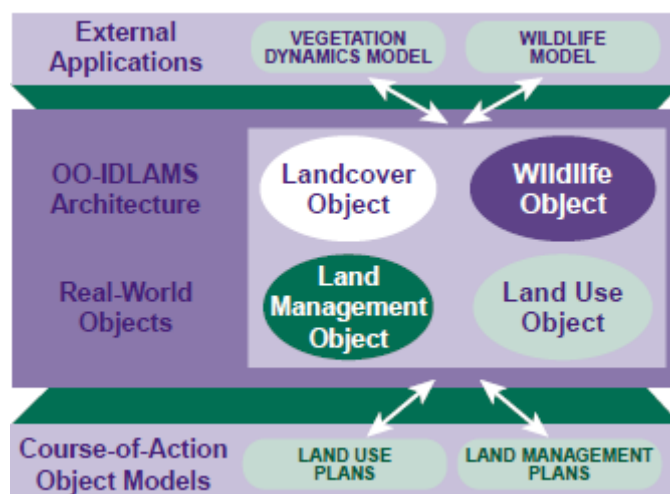 External
Applications
VEGETATION
DYNAMICS MODEL
WILDLIFE
MODEL
OO-IDLAMS
Architecture
Landcover
Object
Wildlife
Object
Real-World
Objects
Land
Management
Object
Land Use
Object
Course-of-Action
Object Models
LAND USE
PLANS
LAND MANAGEMENT
PLANS